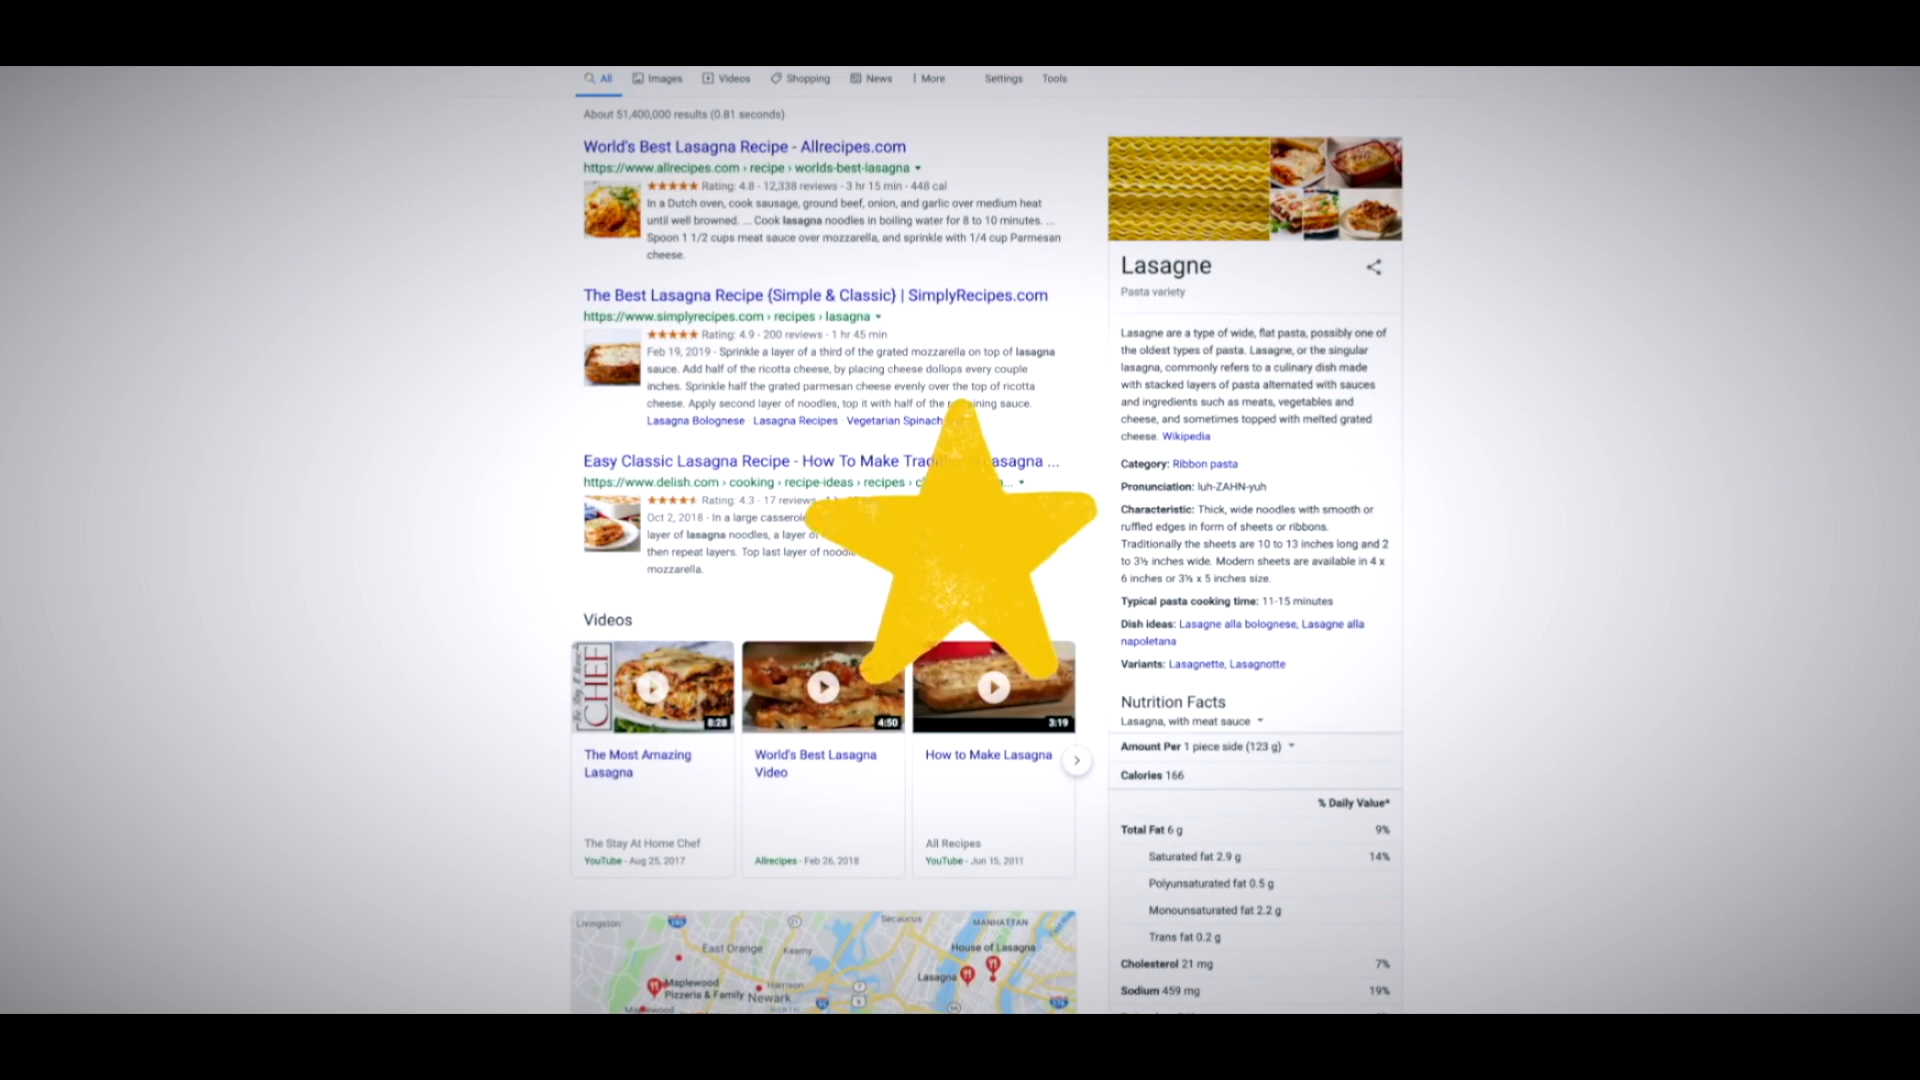 All Images Videos Shopping News More Settings Tools
About 51,400,000 results (0.81 seconds)
World's Best Lasagna Recipe - Allrecipes.com
https://www.allrecipes.com › recipe › worlds-best-lasagna
Rating: 4.8 - 12,338 reviews - 3 hr 15 min - 448 cal
In a Dutch oven, cook sausage, ground beef, onion, and garlic over medium heat
until well browned. ... Cook lasagna noodles in boiling water for 8 to 10 minutes. ...
Spoon 1 1/2 cups meat sauce over mozzarella, and sprinkle with 1/4 cup Parmesan
cheese.
The Best Lasagna Recipe {Simple & Classic} | SimplyRecipes.com
https://www.simplyrecipes.com › recipes › lasagna
Rating: 4.9 - 200 reviews - 1 hr 45 min
Feb 19, 2019 - Sprinkle a layer of a third of the grated mozzarella on top of lasagna
sauce. Add half of the ricotta cheese, by placing cheese dollops every couple
inches. Sprinkle half the grated parmesan cheese evenly over the top of ricotta
cheese. Apply second layer of noodles, top it with half of the sauce.
Lasagna Bolognese · Lasagna Recipes · Vegetarian Spinach
Easy Classic Lasagna Recipe - How To Make ...
https://www.delish.com › cooking › recipe-ideas › recipes ›
Rating: 4.3 - 17 reviews
Oct 2, 2018 - In a large
layer of lasagna noodles, a layer of
then repeat layers. Top last layer of
mozzarella.
Videos
The Stay At Home
CHEF
8:28
4:50
3:19
The Most Amazing
Lasagna
World's Best Lasagna
Video
How to Make Lasagna
The Stay At Home Chef
YouTube - Aug 25, 2017
Allrecipes - Feb 26, 2018
All Recipes
YouTube - Jun 15, 2011
Livingston
Secaucus
MANHATTAN
East Orange
Kearny
House of Lasagna
Lasagna
Maplewood
Pizzeria & Family
Harrison
Newark
Maplewood
Lasagne
Pasta variety
Lasagne are a type of wide, flat pasta, possibly one of
the oldest types of pasta. Lasagne, or the singular
lasagna, commonly refers to a culinary dish made
with stacked layers of pasta alternated with sauces
and ingredients such as meats, vegetables and
cheese, and sometimes topped with melted grated
cheese. Wikipedia
Category: Ribbon pasta
Pronunciation: luh-ZAHN-yuh
Characteristic: Thick, wide noodles with smooth or
ruffled edges in form of sheets or ribbons.
Traditionally the sheets are 10 to 13 inches long and 2
to 3½ inches wide. Modern sheets are available in 4 x
6 inches or 3½ x 5 inches size.
Typical pasta cooking time: 11-15 minutes
Dish ideas: Lasagne alla bolognese, Lasagne alla
napoletana
Variants: Lasagnette, Lasagnotte
Nutrition Facts
Lasagna, with meat sauce
Amount Per 1 piece side (123 g)
Calories 166
% Daily Value*
Total Fat 6 g 9%
Saturated fat 2.9 g 14%
Polyunsaturated fat 0.5 g
Monounsaturated fat 2.2 g
Trans fat 0.2 g
Cholesterol 21 mg 7%
Sodium 459 mg 19%